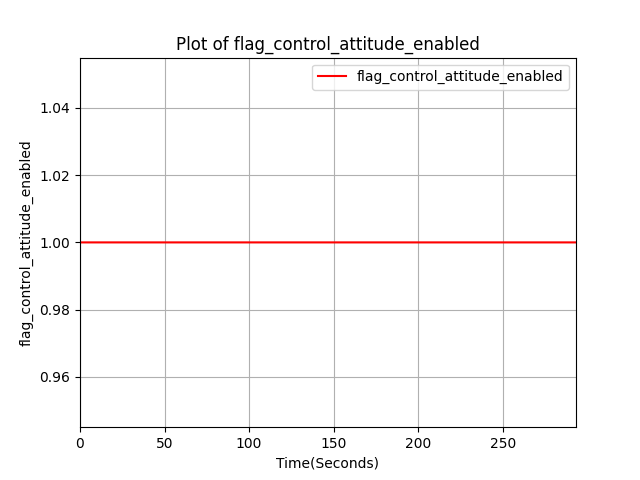 Plot of flag_control_attitude_enabled
flag_control_attitude_enabled
flag_control_attitude_enabled
1.04
1.02
1.00
0.98
0.96
0 50 100 150 200 250
Time(Seconds)